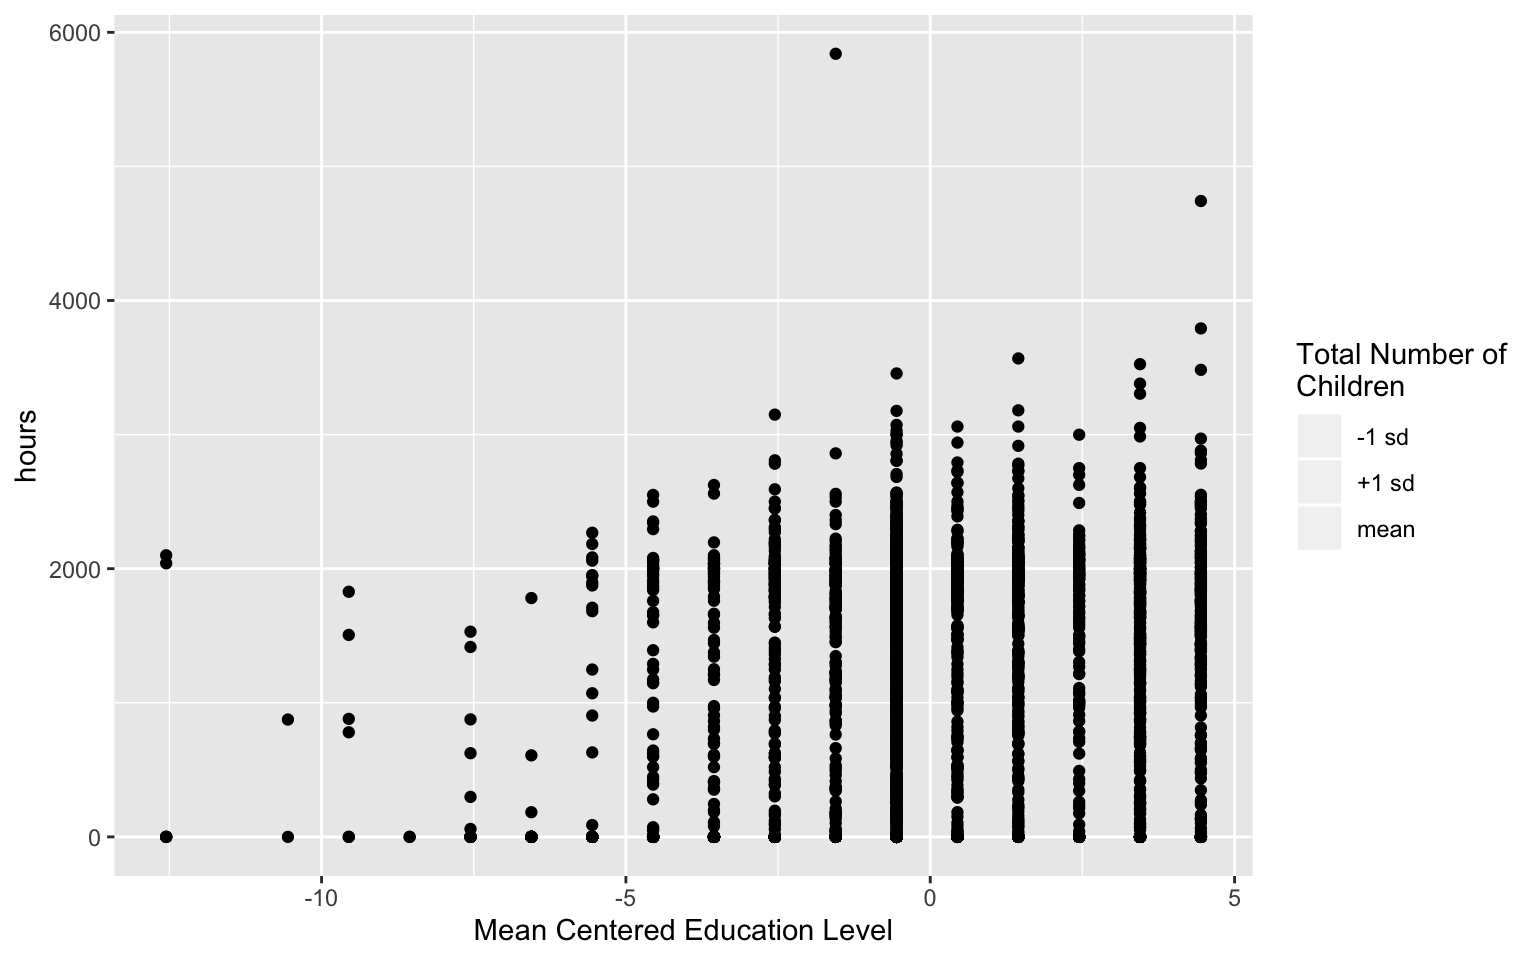 6000
4000
2000
0
hours
-10
-5
0
5
Mean Centered Education Level
Total Number of
Children
-1 sd
+1 sd
mean